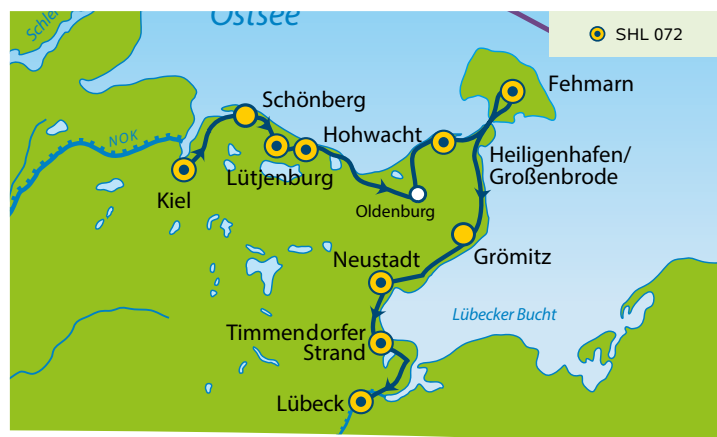 Ostsee
SHL 072
NOK
Schönberg
Fehmarn
Hohwacht
Lütjenburg
Heiligenhafen/
Großenbrode
Kiel
Oldenburg
Neustadt
Grömitz
Lübecker Bucht
Timmendorfer
Strand
Lübeck